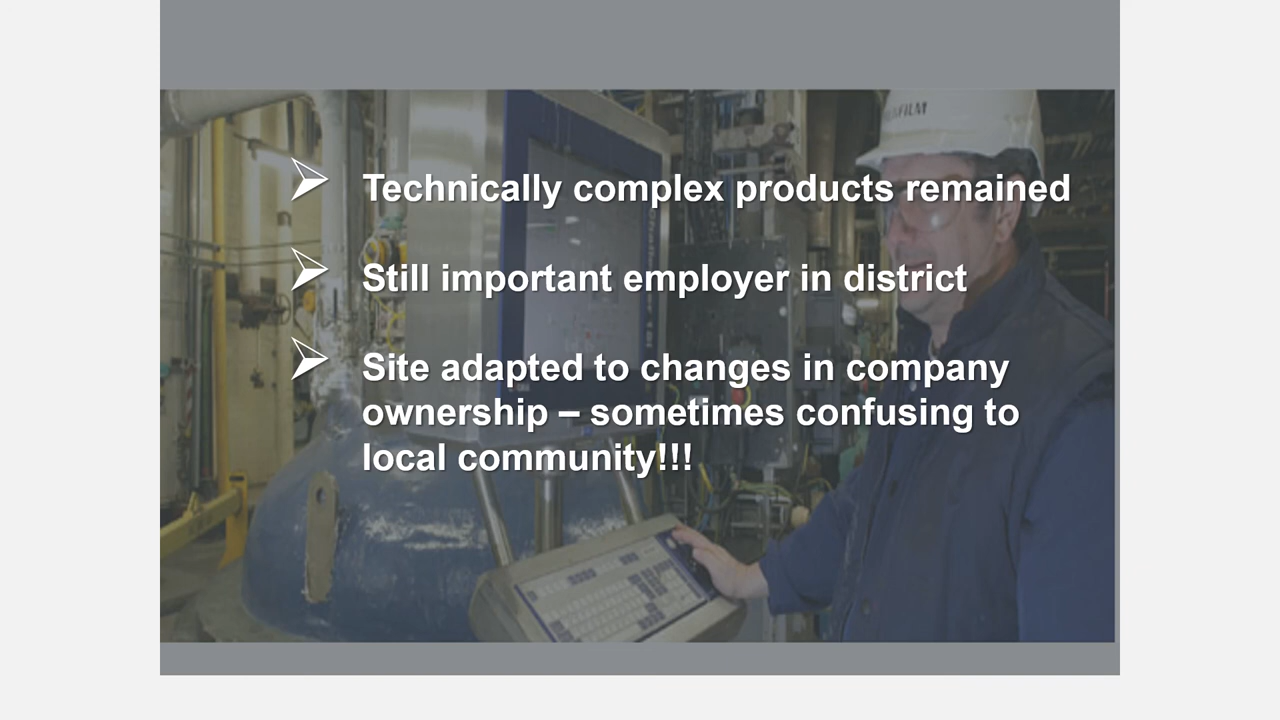 Technically complex products remained
Still important employer in district
Site adapted to changes in company
ownership – sometimes confusing to
local community!!!